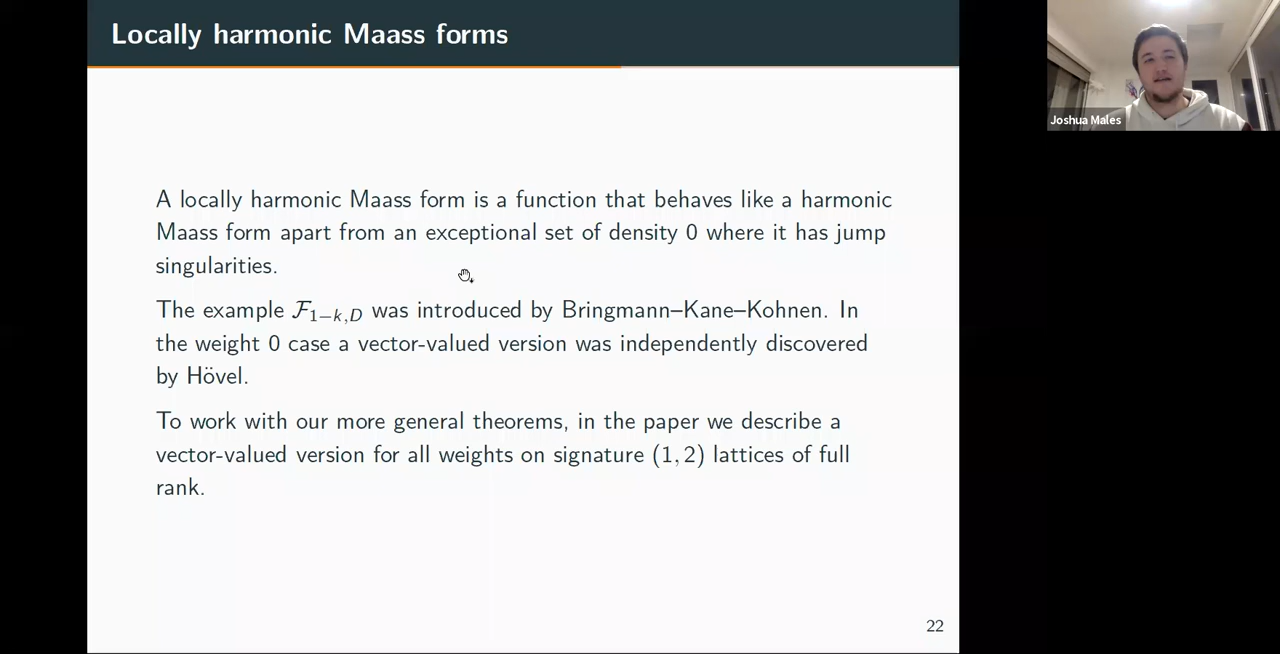 Locally harmonic Maass forms
Joshua Males
A locally harmonic Maass form is a function that behaves like a harmonic
Maass form apart from an exceptional set of density 0 where it has jump
singularities.
The example $\mathcal{F}_{1-k,D}$ was introduced by Bringmann–Kane–Kohnen. In
the weight 0 case a vector-valued version was independently discovered
by Hövel.
To work with our more general theorems, in the paper we describe a
vector-valued version for all weights on signature (1, 2) lattices of full
rank.
22